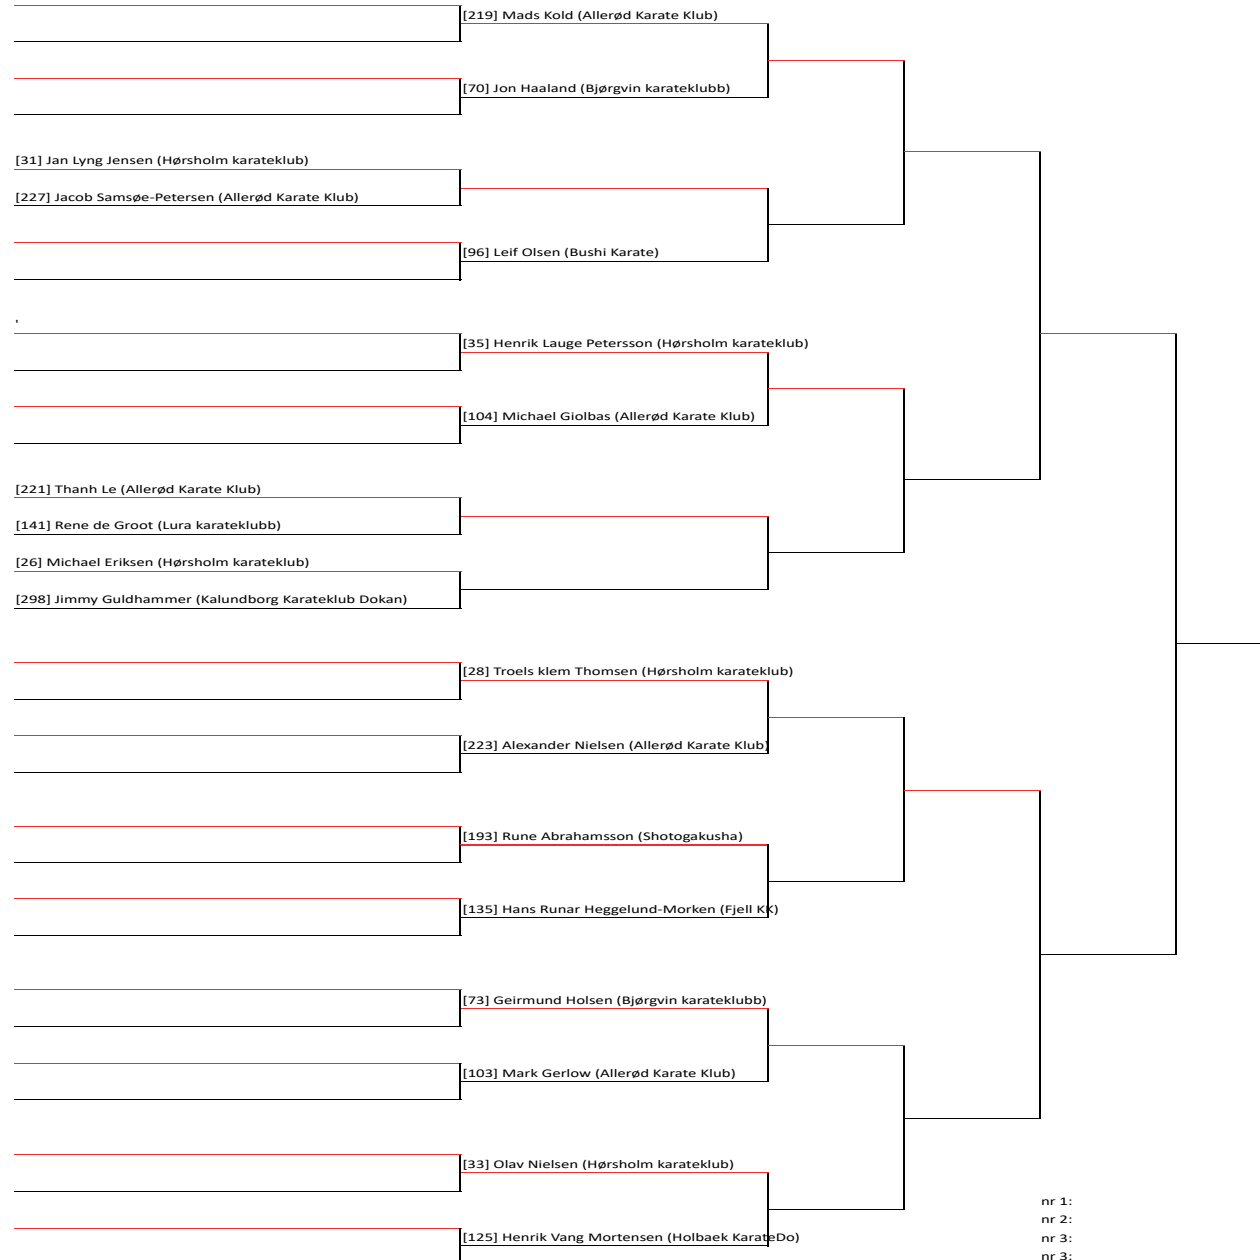 [219] Mads Kold (Allerød Karate Klub)
[70] Jon Haaland (Bjørgvin karateklubb)
[31] Jan Lyng Jensen (Hørsholm karateklub)
[227] Jacob Samsøe-Petersen (Allerød Karate Klub)
[96] Leif Olsen (Bushi Karate)
'
[35] Henrik Lauge Petersson (Hørsholm karateklub)
[104] Michael Giolbas (Allerød Karate Klub)
[221] Thanh Le (Allerød Karate Klub)
[141] Rene de Groot (Lura karateklubb)
[26] Michael Eriksen (Hørsholm karateklub)
[298] Jimmy Guldhammer (Kalundborg Karateklub Dokan)
[28] Troels klem Thomsen (Hørsholm karateklub)
[223] Alexander Nielsen (Allerød Karate Klub)
[193] Rune Abrahamsson (Shotogakusha)
[135] Hans Runar Heggelund-Morken (Fjell KK)
[73] Geirmund Holsen (Bjørgvin karateklubb)
[103] Mark Gerlow (Allerød Karate Klub)
[33] Olav Nielsen (Hørsholm karateklub)
[125] Henrik Vang Mortensen (Holbaek KarateDo)
nr 1:
nr 2:
nr 3:
nr 3: